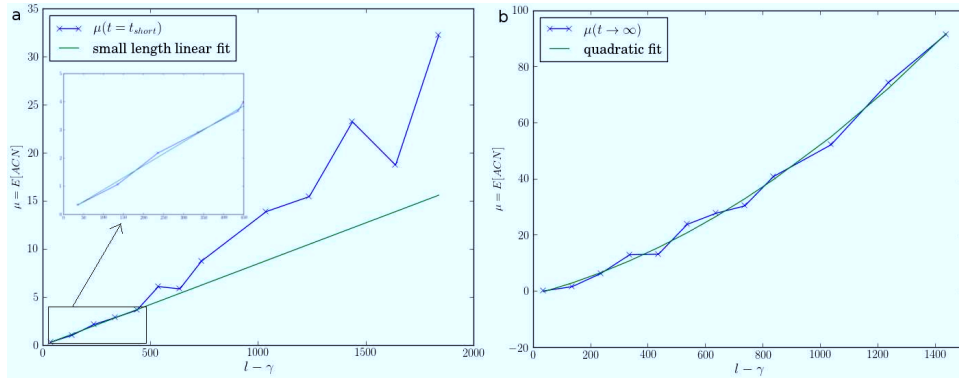 a
μ(t = t_short)
small length linear fit
35
30
25
20
15
10
5
0
0 500 1000 1500 2000
μ = E[ACN]
l − γ
b
μ(t → ∞)
quadratic fit
100
80
60
40
20
0
−20
0 200 400 600 800 1000 1200 1400
μ = E[ACN]
l − γ